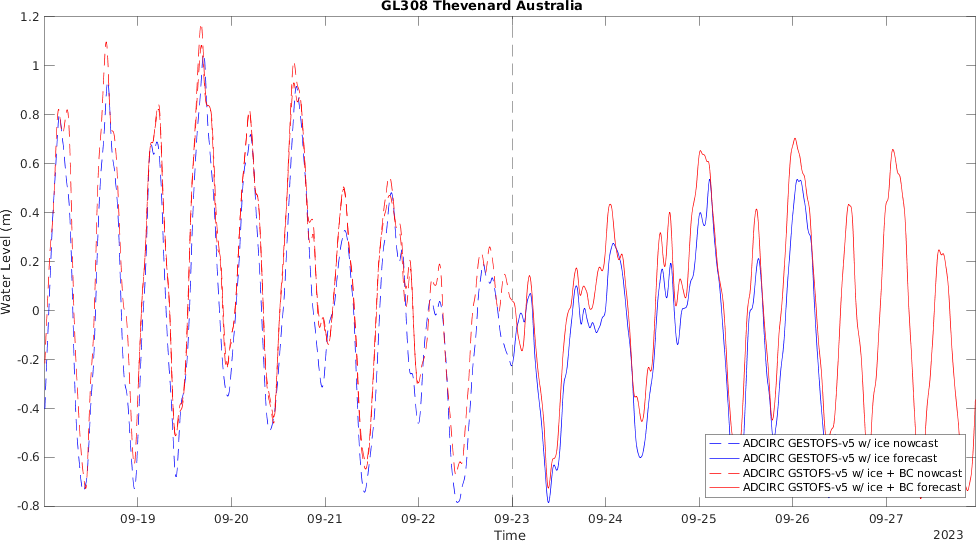 GL308 Thevenard Australia
1.2
1
0.8
0.6
0.4
0.2
0
-0.2
-0.4
-0.6
-0.8
Water Level (m)
09-19 09-20 09-21 09-22 09-23 09-24 09-25 09-26 09-27
Time
2023
ADCIRC GESTOFS-v5 w/ ice nowcast
ADCIRC GESTOFS-v5 w/ ice forecast
ADCIRC GSTOFS-v5 w/ ice + BC nowcast
ADCIRC GESTOFS-v5 w/ ice + BC forecast